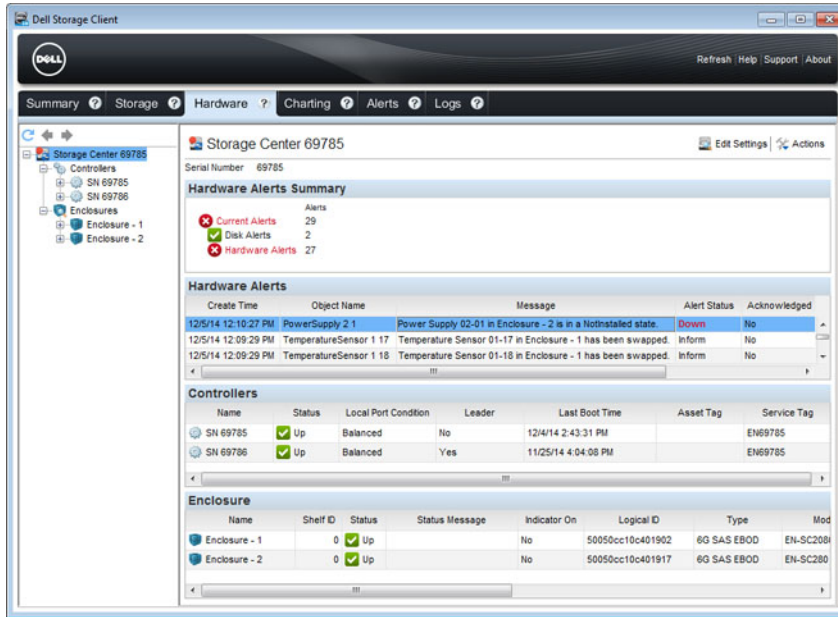 Dell Storage Client
DELL
Refresh Help Support About
Summary ? Storage ? Hardware ? Charting ? Alerts ? Logs ?
Storage Center 69785
Controllers
SN 69785
SN 69786
Enclosures
Enclosure - 1
Enclosure - 2
Storage Center 69785
Edit Settings Actions
Serial Number 69785
Hardware Alerts Summary
Alerts
Current Alerts 29
Disk Alerts 2
Hardware Alerts 27
Hardware Alerts
Create Time Object Name Message Alert Status Acknowledged
12/5/14 12:10:27 PM PowerSupply 2 1 Power Supply 02-01 in Enclosure - 2 is in a NotInstalled state. Down No
12/5/14 12:09:29 PM TemperatureSensor 1 17 Temperature Sensor 01-17 in Enclosure - 1 has been swapped. Inform No
12/5/14 12:09:29 PM TemperatureSensor 1 18 Temperature Sensor 01-18 in Enclosure - 1 has been swapped. Inform No
Controllers
Name Status Local Port Condition Leader Last Boot Time Asset Tag Service Tag
SN 69785 Up Balanced No 12/4/14 2:43:31 PM EN69785
SN 69786 Up Balanced Yes 11/25/14 4:04:08 PM EN69785
Enclosure
Name Shelf ID Status Status Message Indicator On Logical ID Type Mod
Enclosure - 1 0 Up No 50050cc10c401902 6G SAS EBOD EN-SC208
Enclosure - 2 0 Up No 50050cc10c401917 6G SAS EBOD EN-SC280